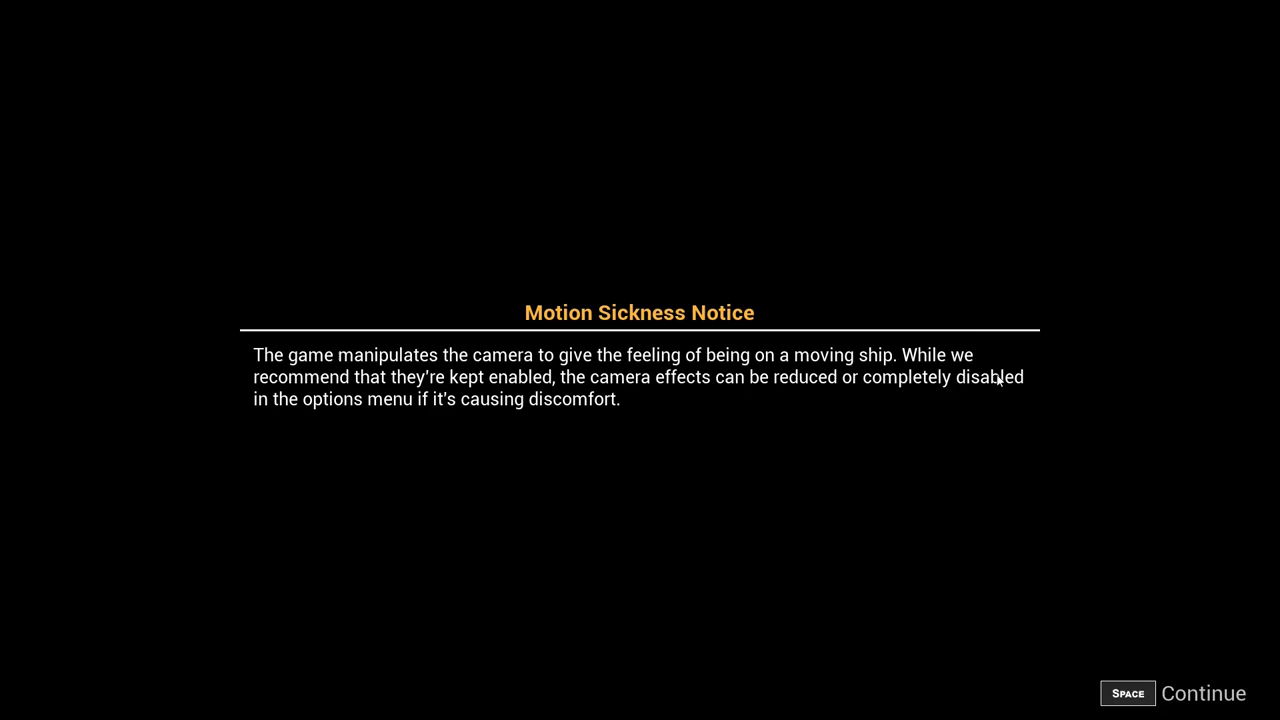 Motion Sickness Notice
The game manipulates the camera to give the feeling of being on a moving ship. While we
recommend that they're kept enabled, the camera effects can be reduced or completely disabled
in the options menu if it's causing discomfort.
SPACE Continue